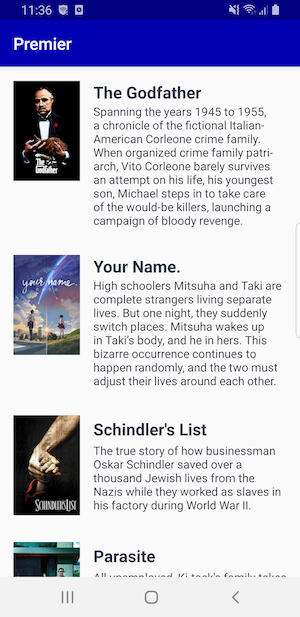 11:36
Premier
The Godfather
Spanning the years 1945 to 1955,
a chronicle of the fictional Italian-
American Corleone crime family.
When organized crime family patri-
arch, Vito Corleone barely survives
an attempt on his life, his youngest
son, Michael steps in to take care
of the would-be killers, launching a
campaign of bloody revenge.
The
Godfather
Your Name.
High schoolers Mitsuha and Taki are
complete strangers living separate
lives. But one night, they suddenly
switch places. Mitsuha wakes up
in Taki's body, and he in hers. This
bizarre occurrence continues to
happen randomly, and the two must
adjust their lives around each other.
your name.
Schindler's List
The true story of how businessman
Oskar Schindler saved over a
thousand Jewish lives from the
Nazis while they worked as slaves in
his factory during World War II.
SCHINDLER'S LIST
Parasite
All unemployed, Ki-taek's family takes